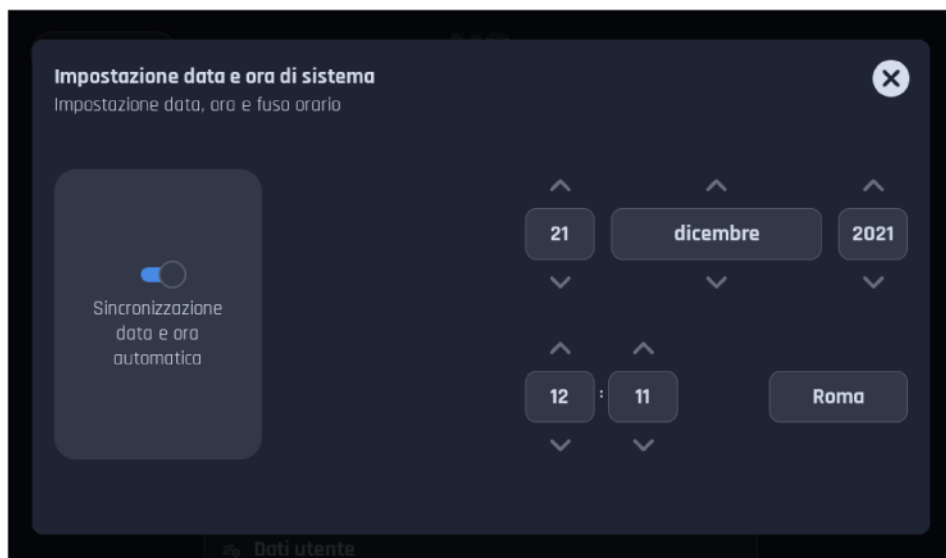 Impostazione data e ora di sistema
Impostazione data, ora e fuso orario
21
dicembre
2021
Sincronizzazione
data e ora
automatica
12 : 11
Roma
Dati utente